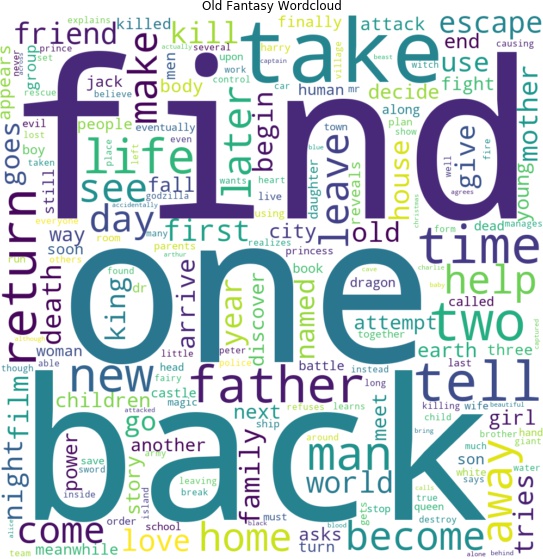 Old Fantasy Wordcloud
explains
prince
never
across
set
several
actually
upon
harry
captain
finally
beast
village
witch
causing
friend
killed
kill
take
attack
escape
appears
group
jack
make
men
work
control
car
human
mr
decide
end
use
rescue
believe
body
evil
people
later
begin
along
plan
show
fight
goes
lost
boy
taken
eventually
even
place
left
life
find
town
fire
well
give
young
mother
still
see
fall
godzilla
wants
heart
live
daughter
blue
reveals
house
agrees
everyone
accidentally
using
leave
christmas
way
day
first
city
old
form
dead
manages
soon
run
others
room
many
parents
realizes
princess
time
return
death
arthur
found
dr
king
arrive
year
discover
named
book
dragon
cave
charlie
baby
help
called
one
together
attempt
two
captured
although
woman
little
peter
police
battle
instead
earth
three
though
able
new
head
fairy
father
long
last
tell
film
children
castle
magic
refuses
learns
killing
wife
beautiful
girl
night
attacked
go
next
meet
child
bring
brother
hand
giant
power
another
ship
around
man
much
son
save
sword
story
family
white
says
water
away
tries
inside
army
island
leaving
break
back
world
gets
stop
calls
true
queen
destroy
come
order
school
love
home
must
black
blood
asks
turn
become
alice
team
meanwhile
alone
behind